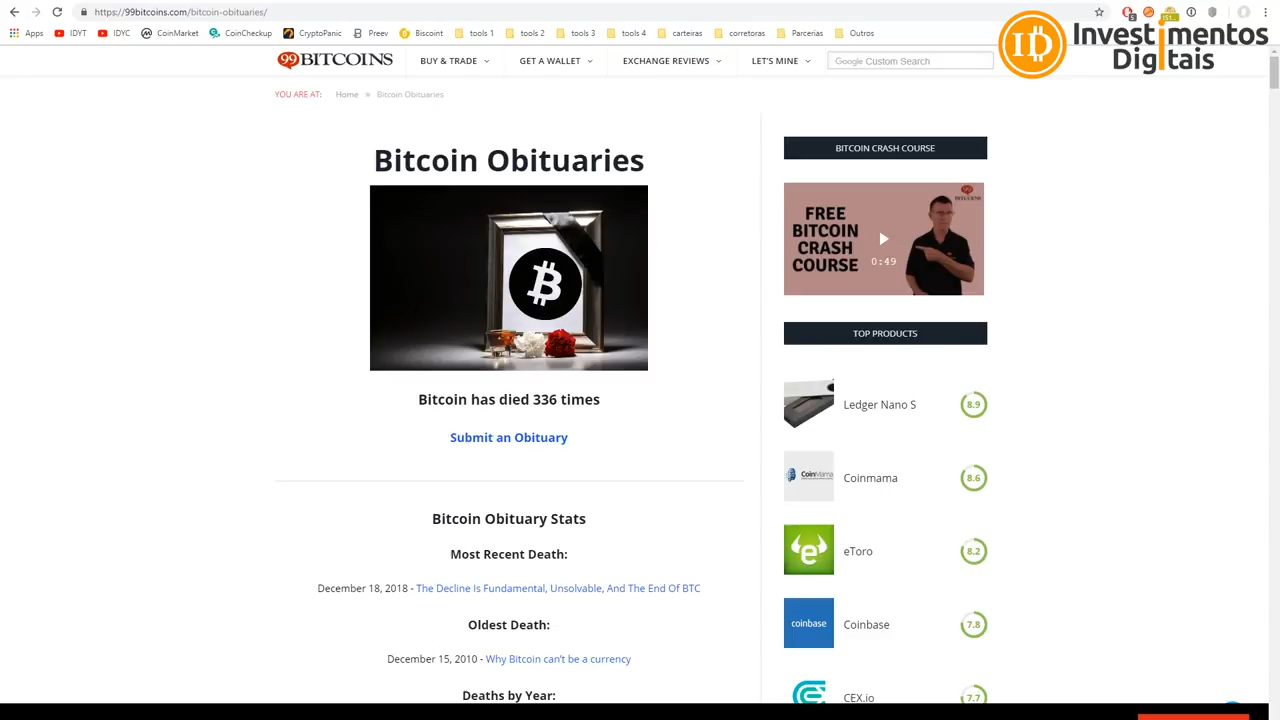 https://99bitcoins.com/bitcoin-obituaries/
Apps IDYT IDYC CoinMarket CoinCheckup CryptoPanic Preev Biscoint tools 1 tools 2 tools 3 tools 4 carteiras corretoras Parcerias Outros
Investimentos
Digitais
ID
99BITCOINS BUY & TRADE GET A WALLET EXCHANGE REVIEWS LET'S MINE Google Custom Search
YOU ARE AT: Home » Bitcoin Obituaries
Bitcoin Obituaries
Bitcoin has died 336 times
Submit an Obituary
Bitcoin Obituary Stats
Most Recent Death:
December 18, 2018 - The Decline Is Fundamental, Unsolvable, And The End Of BTC
Oldest Death:
December 15, 2010 - Why Bitcoin can't be a currency
Deaths by Year:
BITCOIN CRASH COURSE
99
BITCOINS
FREE
BITCOIN
CRASH
COURSE
0:49
TOP PRODUCTS
Ledger Nano S 8.9
CoinMama Coinmama 8.6
e eToro 8.2
coinbase Coinbase 7.8
CEX.io 7.7